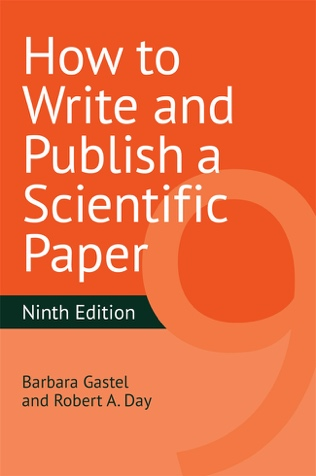 How to
Write and
Publish a
Scientific
Paper
9
Ninth Edition
Barbara Gastel
and Robert A. Day